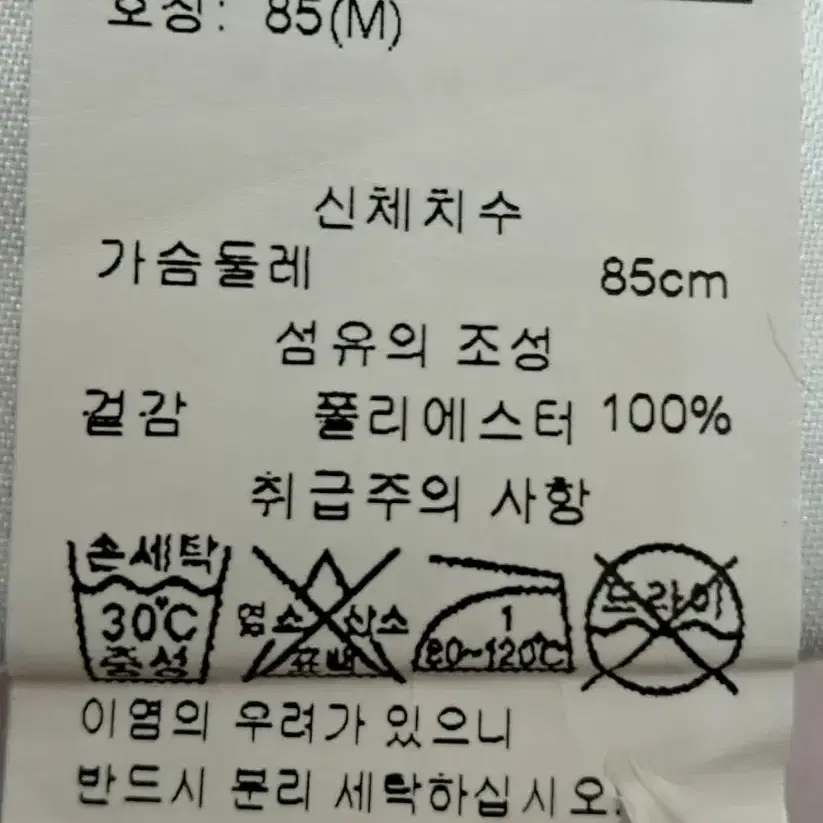 호칭: 85(M)
신체치수
가슴둘레 85cm
섬유의 조성
겉감 폴리에스터 100%
취급주의 사항
손세탁
30°C
중성
염소 산소
표백
1
80~120℃
드라이
이염의 우려가 있으니
반드시 분리 세탁하십시오.